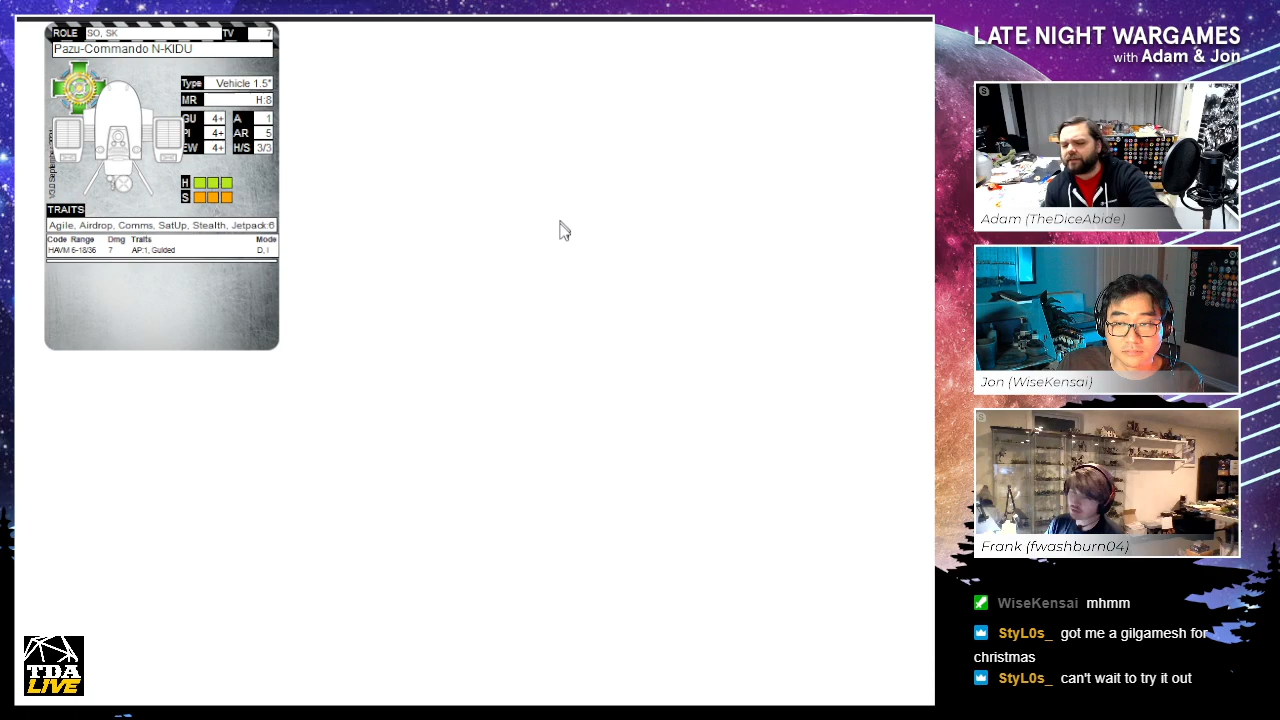 ROLE SO, SK TV 7
Pazu-Commando N-KIDU
Type Vehicle 1.5"
MR H:8
GU 4+ A 1
PI 4+ AR 5
EW 4+ H/S 3/3
H
S
TRAITS
Agile, Airdrop, Comms, SatUp, Stealth, Jetpack:6
Code Range Dmg Traits Mode
HAVM 6-18/36 7 AP:1, Guided D, I
TDA
LIVE
LATE NIGHT WARGAMES
with Adam & Jon
Adam (TheDiceAbide)
Jon (WiseKensai)
Frank (fwashburn04)
WiseKensai mhmm
StyL0s_ got me a gilgamesh for
christmas
StyL0s_ can't wait to try it out